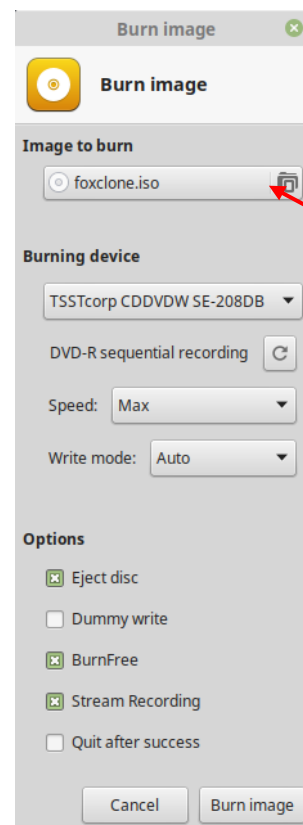 Burn image
Burn image
Image to burn
foxclone.iso
Burning device
TSSTcorp CDDVDW SE-208DB
DVD-R sequential recording
Speed: Max
Write mode: Auto
Options
Eject disc
Dummy write
BurnFree
Stream Recording
Quit after success
Cancel Burn image